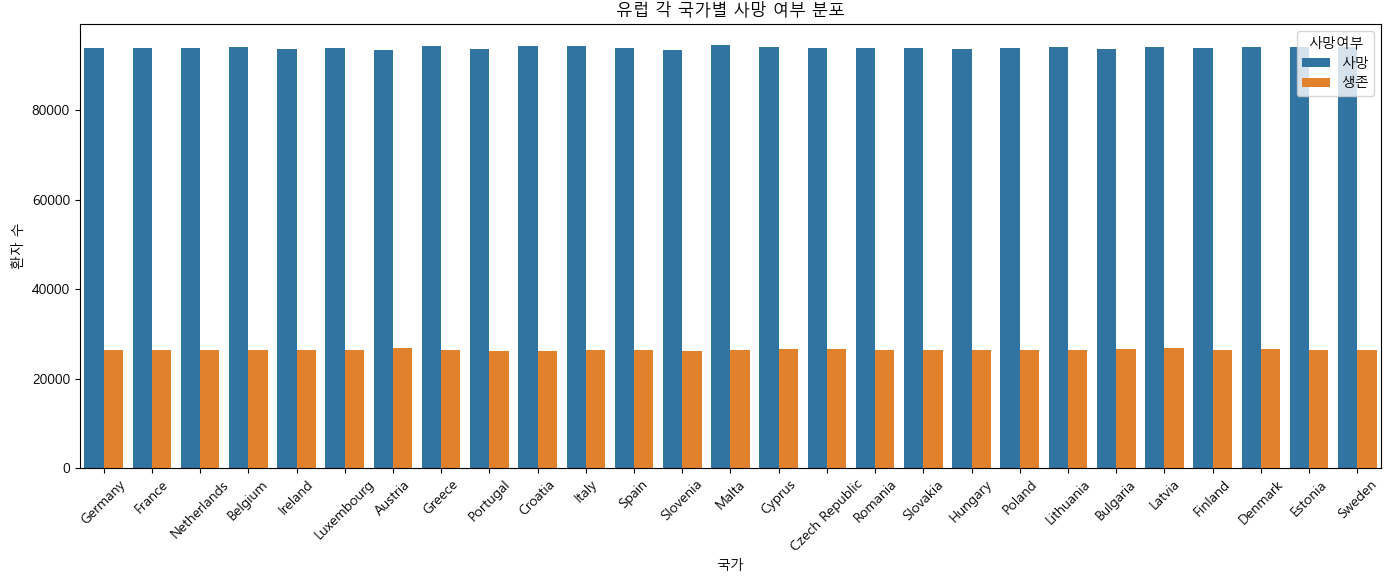 유럽 각 국가별 사망 여부 분포
사망여부
사망
생존
환자 수
80000
60000
40000
20000
0
Germany
France
Netherlands
Belgium
Ireland
Luxembourg
Austria
Greece
Portugal
Croatia
Italy
Spain
Slovenia
Malta
Cyprus
Czech Republic
Romania
Slovakia
Hungary
Poland
Lithuania
Bulgaria
Latvia
Finland
Denmark
Estonia
Sweden
국가